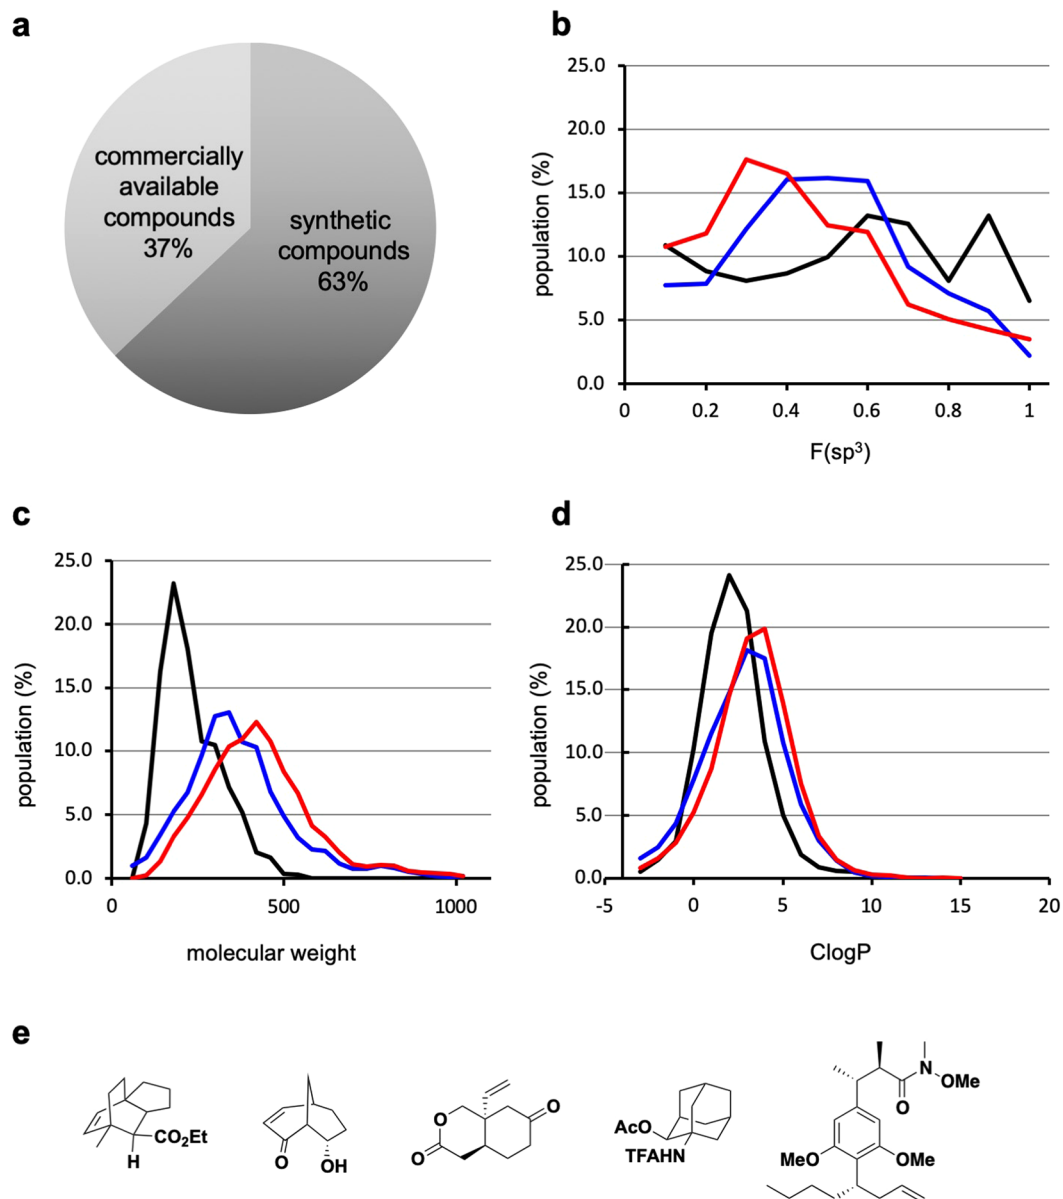 a
commercially
available
compounds
37%
synthetic
compounds
63%
b
population (%)
25.0
20.0
15.0
10.0
5.0
0.0
0 0.2 0.4 0.6 0.8 1
F(sp³)
c
population (%)
25.0
20.0
15.0
10.0
5.0
0.0
0 500 1000
molecular weight
d
population (%)
25.0
20.0
15.0
10.0
5.0
0.0
-5 0 5 10 15 20
ClogP
e
CO₂Et
H
O
OH
O
O
O
AcO
TFAHN
N
OMe
O
MeO
OMe